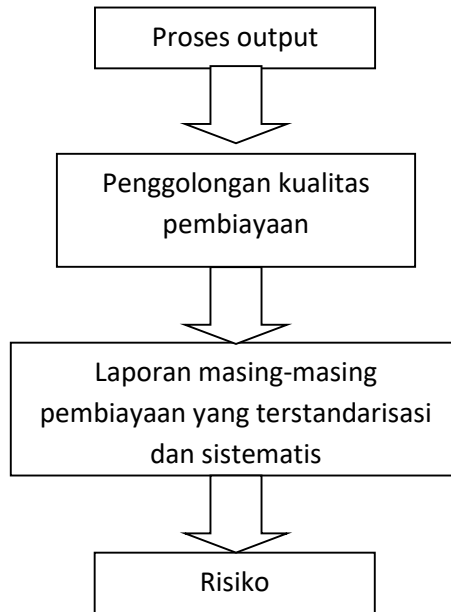 Proses output
Penggolongan kualitas
pembiayaan
Laporan masing-masing
pembiayaan yang terstandarisasi
dan sistematis
Risiko